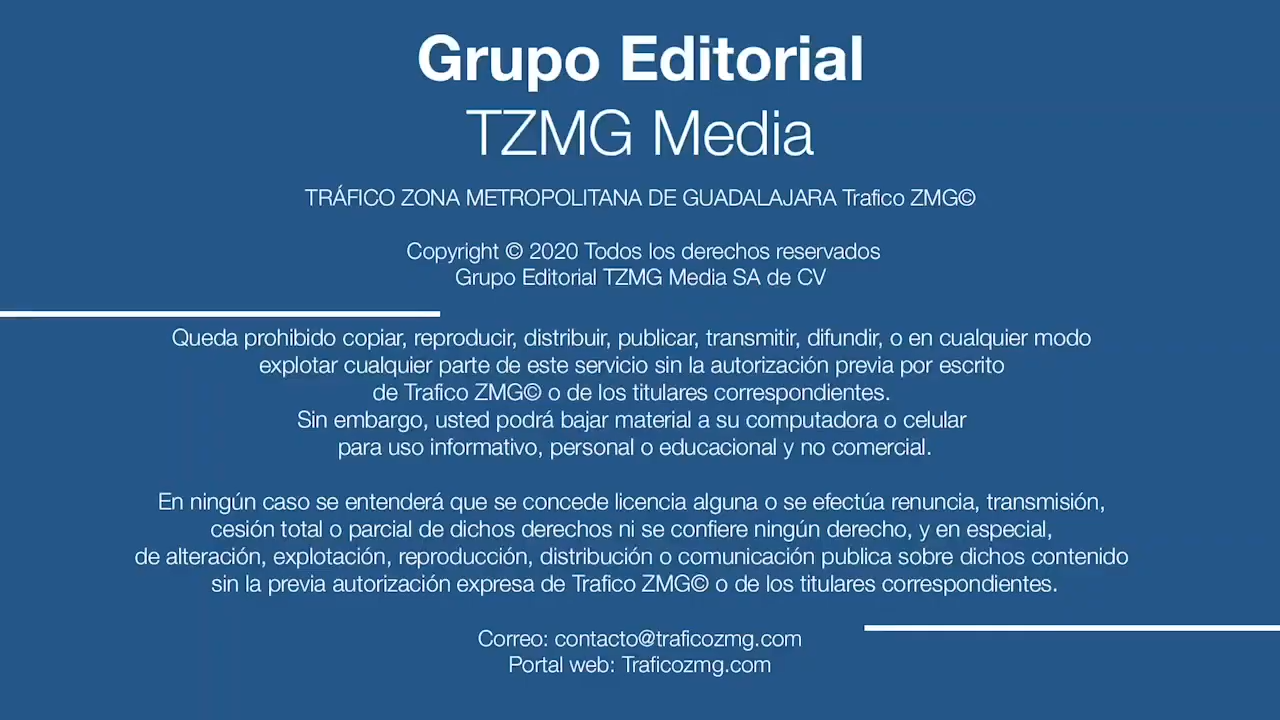 Grupo Editorial
TZMG Media
TRÁFICO ZONA METROPOLITANA DE GUADALAJARA Trafico ZMG©
Copyright © 2020 Todos los derechos reservados
Grupo Editorial TZMG Media SA de CV
Queda prohibido copiar, reproducir, distribuir, publicar, transmitir, difundir, o en cualquier modo
explotar cualquier parte de este servicio sin la autorización previa por escrito
de Trafico ZMG© o de los titulares correspondientes.
Sin embargo, usted podrá bajar material a su computadora o celular
para uso informativo, personal o educacional y no comercial.
En ningún caso se entenderá que se concede licencia alguna o se efectúa renuncia, transmisión,
cesión total o parcial de dichos derechos ni se confiere ningún derecho, y en especial,
de alteración, explotación, reproducción, distribución o comunicación publica sobre dichos contenido
sin la previa autorización expresa de Trafico ZMG© o de los titulares correspondientes.
Correo: contacto@traficozmg.com
Portal web: Traficozmg.com